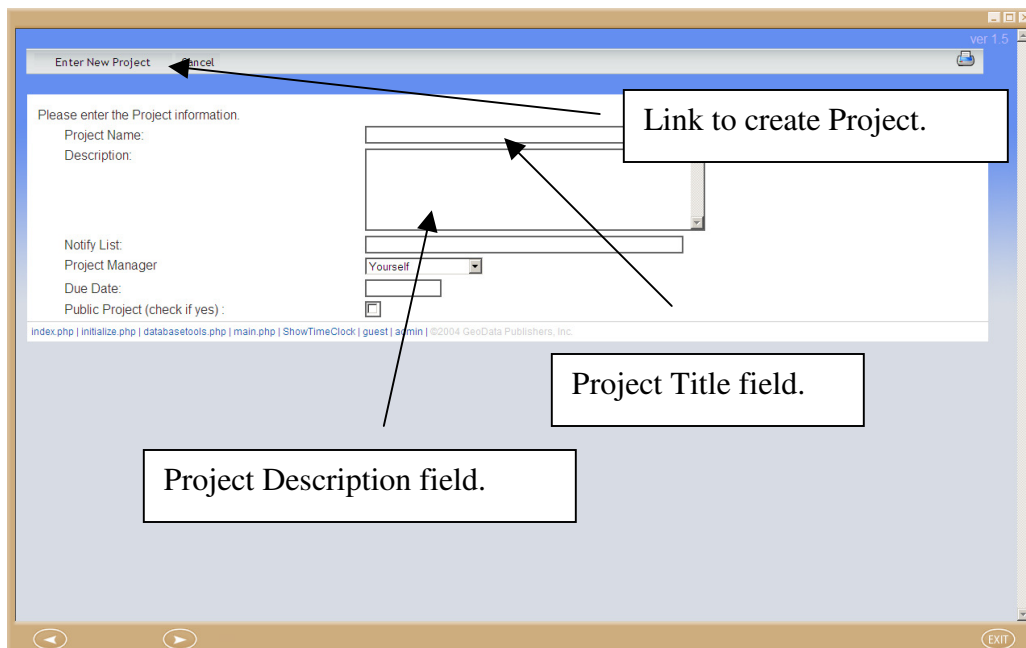 ver 1.5
Enter New Project Cancel
Link to create Project.
Please enter the Project information.
Project Name:
Description:
Notify List:
Project Manager Yourself
Due Date:
Public Project (check if yes) :
index.php | initialize.php | databasetools.php | main.php | ShowTimeClock | guest | admin | ©2004 GeoData Publishers, Inc.
Project Title field.
Project Description field.
EXIT